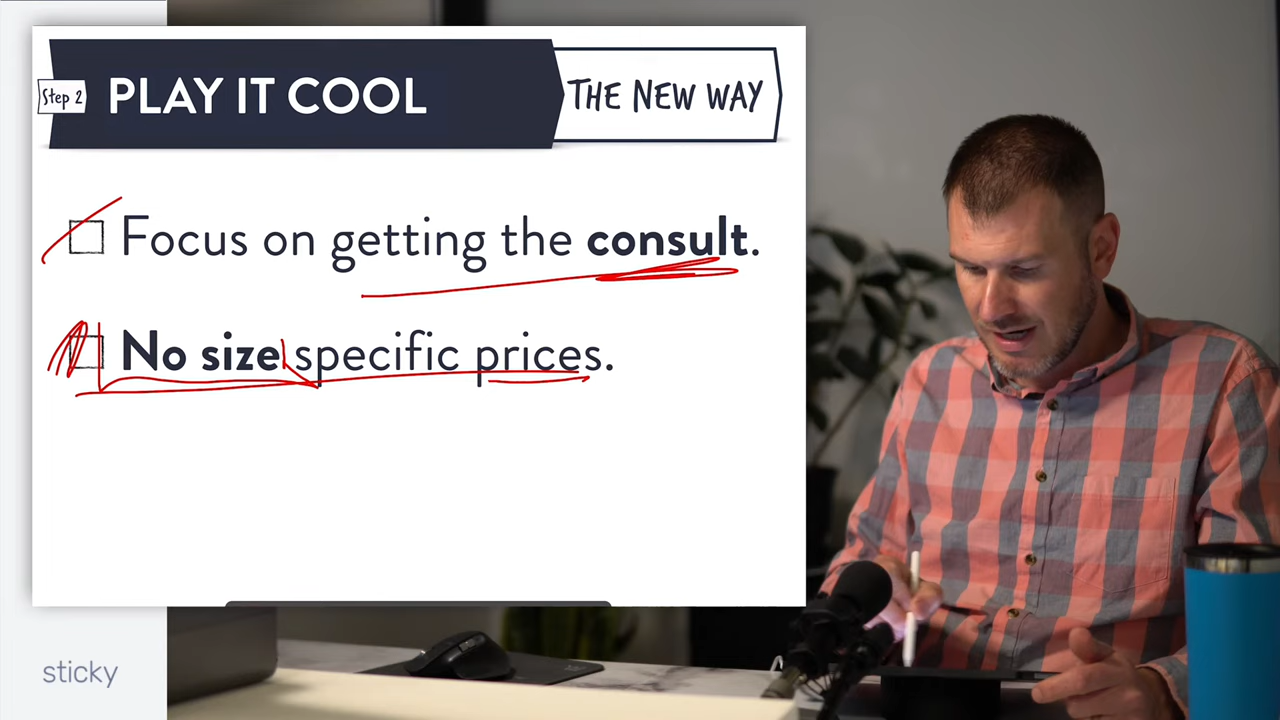 Step 2
PLAY IT COOL
THE NEW WAY
Focus on getting the consult.
No size specific prices.
sticky